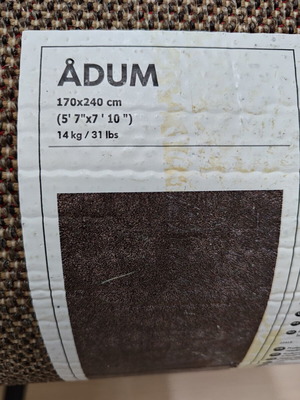 ÅDUM
170x240 cm
(5' 7"x7' 10 ")
14 kg / 31 lbs